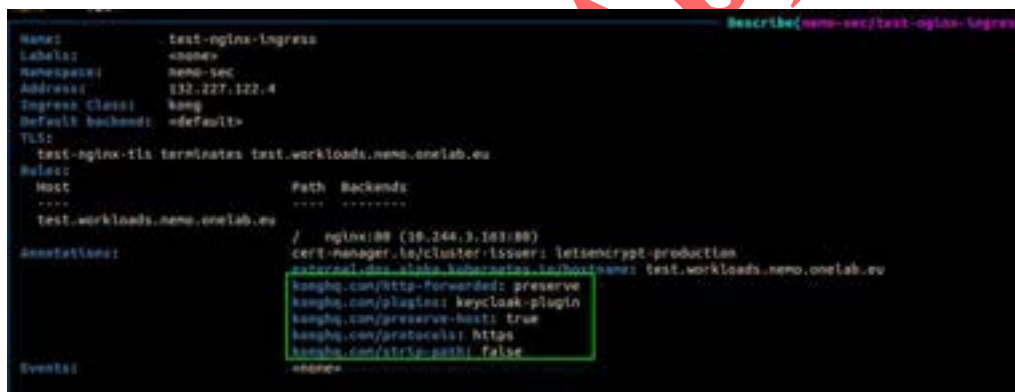 Describe(nemo-sec/test-nginx-ingres
Name: test-nginx-ingress
Labels: <none>
Namespace: nemo-sec
Address: 132.227.122.4
Ingress Class: kong
Default backend: <default>
TLS:
test-nginx-tls terminates test.workloads.nemo.onelab.eu
Rules:
Host Path Backends
---- ---- --------
test.workloads.nemo.onelab.eu
/ nginx:80 (10.244.3.163:80)
Annotations: cert-manager.io/cluster-issuer: letsencrypt-production
external-dns.alpha.kubernetes.io/hostname: test.workloads.nemo.onelab.eu
konghq.com/http-forwarded: preserve
konghq.com/plugins: keycloak-plugin
konghq.com/preserve-host: true
konghq.com/protocols: https
konghq.com/strip-path: false
Events: <none>